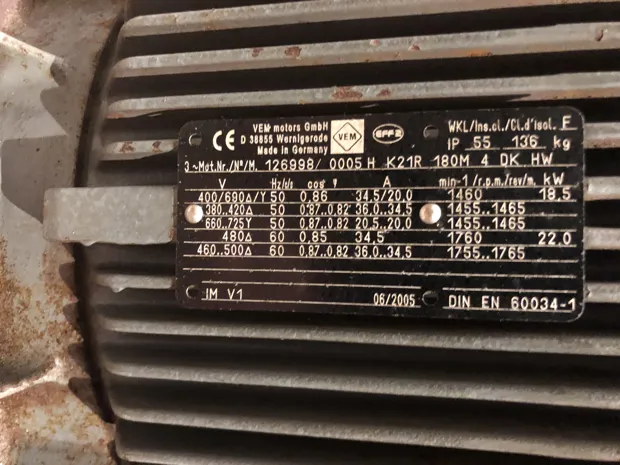 VEM motors GmbH
D 38855 Wernigerode
Made in Germany
CE
VEM
EFF 2
WKL/Ins.cl./Cl.d'isol. F
IP 55 136 kg
3~Mot.Nr./N°/M. 126998/ 0005 H K21R 180M 4 DK HW
V Hz/c/s cos φ A min-1 /r.p.m./rev/m. kW
400/690Δ/Y 50 0,86 34,5/20,0 1460 18,5
380..420Δ 50 0,87..0,82 36,0..34,5 1455..1465
660..725Y 50 0,87..0,82 20,5..20,0 1455..1465
480Δ 60 0,85 34,5 1760 22,0
460..500Δ 60 0,87..0,82 36,0..34,5 1755..1765
IM V1 06/2005 DIN EN 60034-1